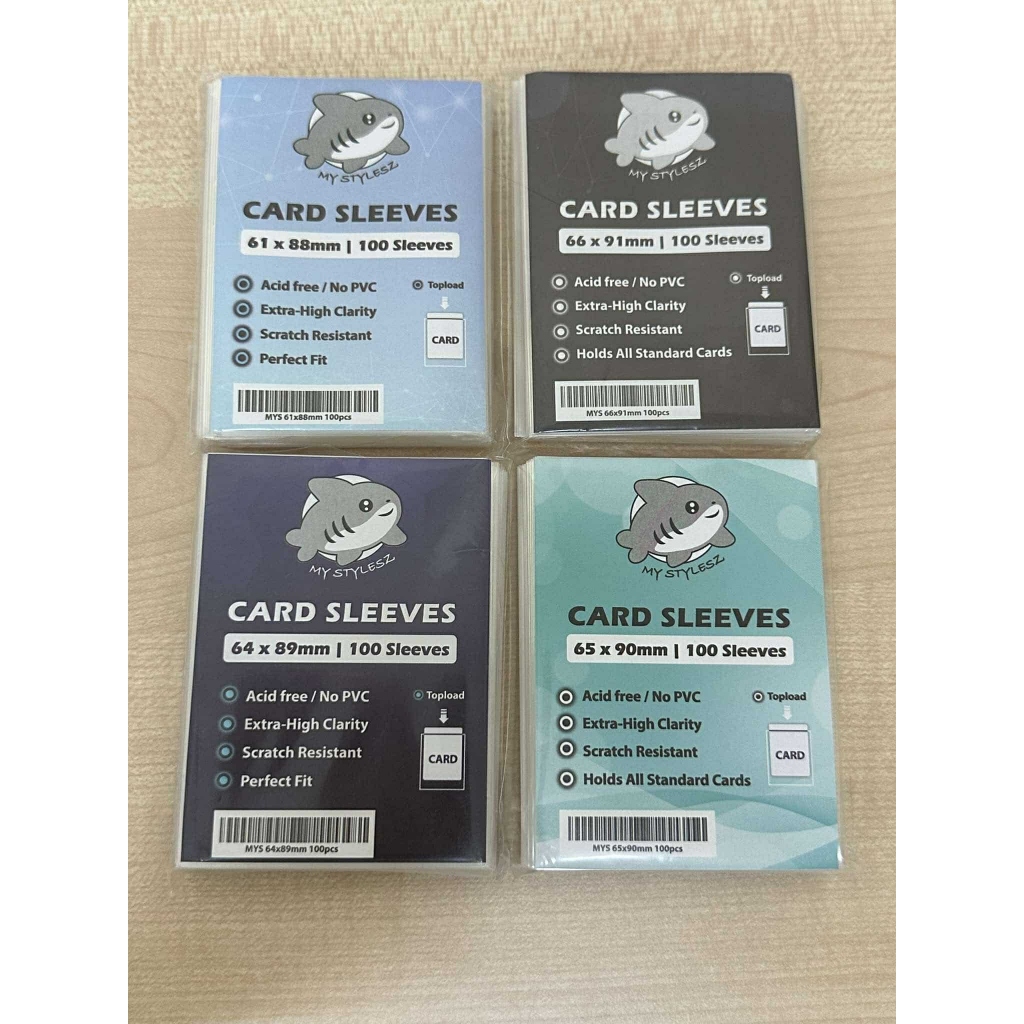 MY STYLESZ
CARD SLEEVES
61 x 88mm | 100 Sleeves
Acid free / No PVC
Extra-High Clarity
Scratch Resistant
Perfect Fit
Topload
CARD
MYS 61x88mm 100pcs
MY STYLESZ
CARD SLEEVES
66 x 91mm | 100 Sleeves
Acid free / No PVC
Extra-High Clarity
Scratch Resistant
Holds All Standard Cards
Topload
CARD
MYS 66x91mm 100pcs
MY STYLESZ
CARD SLEEVES
64 x 89mm | 100 Sleeves
Acid free / No PVC
Extra-High Clarity
Scratch Resistant
Perfect Fit
Topload
CARD
MYS 64x89mm 100pcs
MY STYLESZ
CARD SLEEVES
65 x 90mm | 100 Sleeves
Acid free / No PVC
Extra-High Clarity
Scratch Resistant
Holds All Standard Cards
Topload
CARD
MYS 65x90mm 100pcs